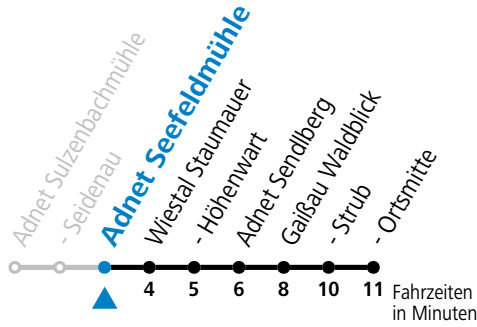 Adnet Sulzenbachmühle
- Seidenau
Adnet Seefeldmühle
Wiestal Staumauer
- Höhenwart
Adnet Sendlberg
Gaißau Waldblick
- Strub
- Ortsmitte
4 5 6 8 10 11 Fahrzeiten
in Minuten